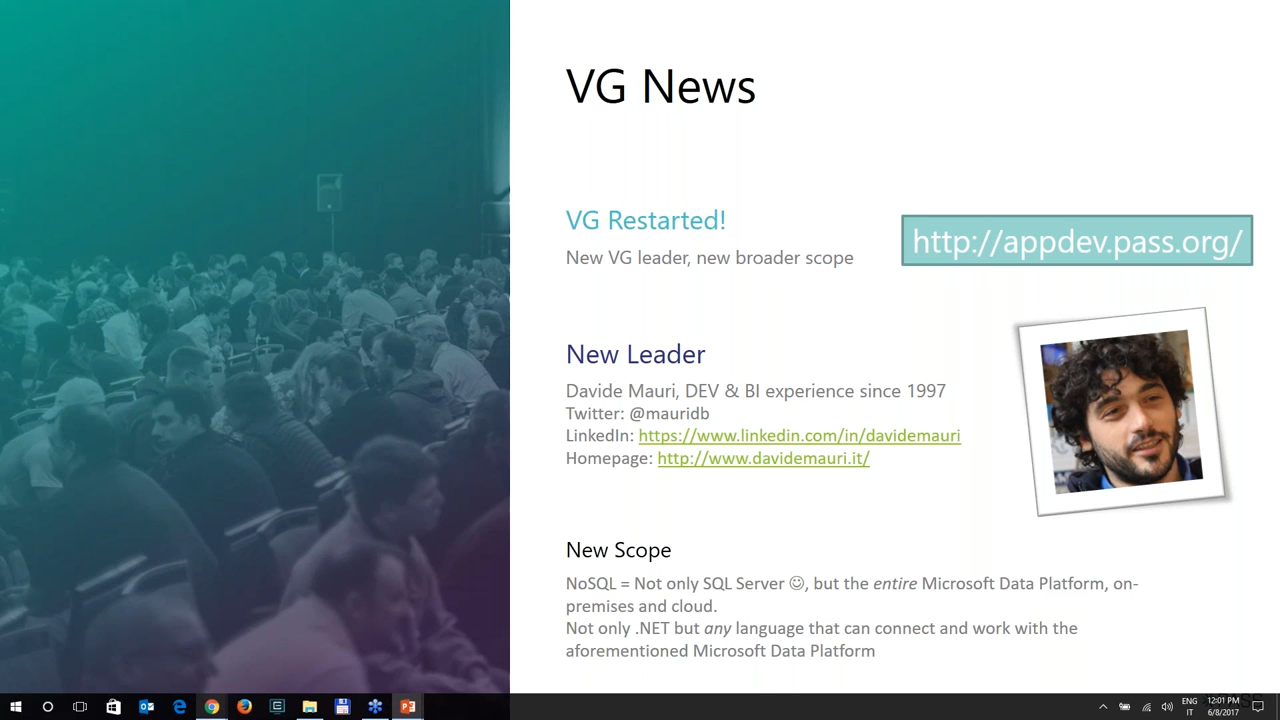 VG News
VG Restarted!
New VG leader, new broader scope
http://appdev.pass.org/
New Leader
Davide Mauri, DEV & BI experience since 1997
Twitter: @mauridb
LinkedIn: https://www.linkedin.com/in/davidemauri
Homepage: http://www.davidemauri.it/
New Scope
NoSQL = Not only SQL Server ☺, but the entire Microsoft Data Platform, on-
premises and cloud.
Not only .NET but any language that can connect and work with the
aforementioned Microsoft Data Platform
ENG
IT
12:01 PM
6/8/2017